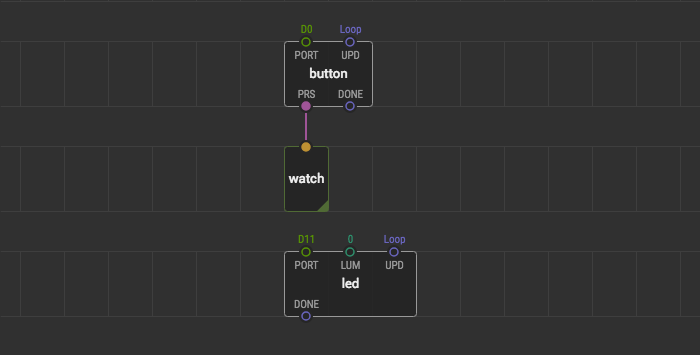 D0 Loop
PORT UPD
button
PRS DONE
watch
D11 0 Loop
PORT LUM UPD
led
DONE